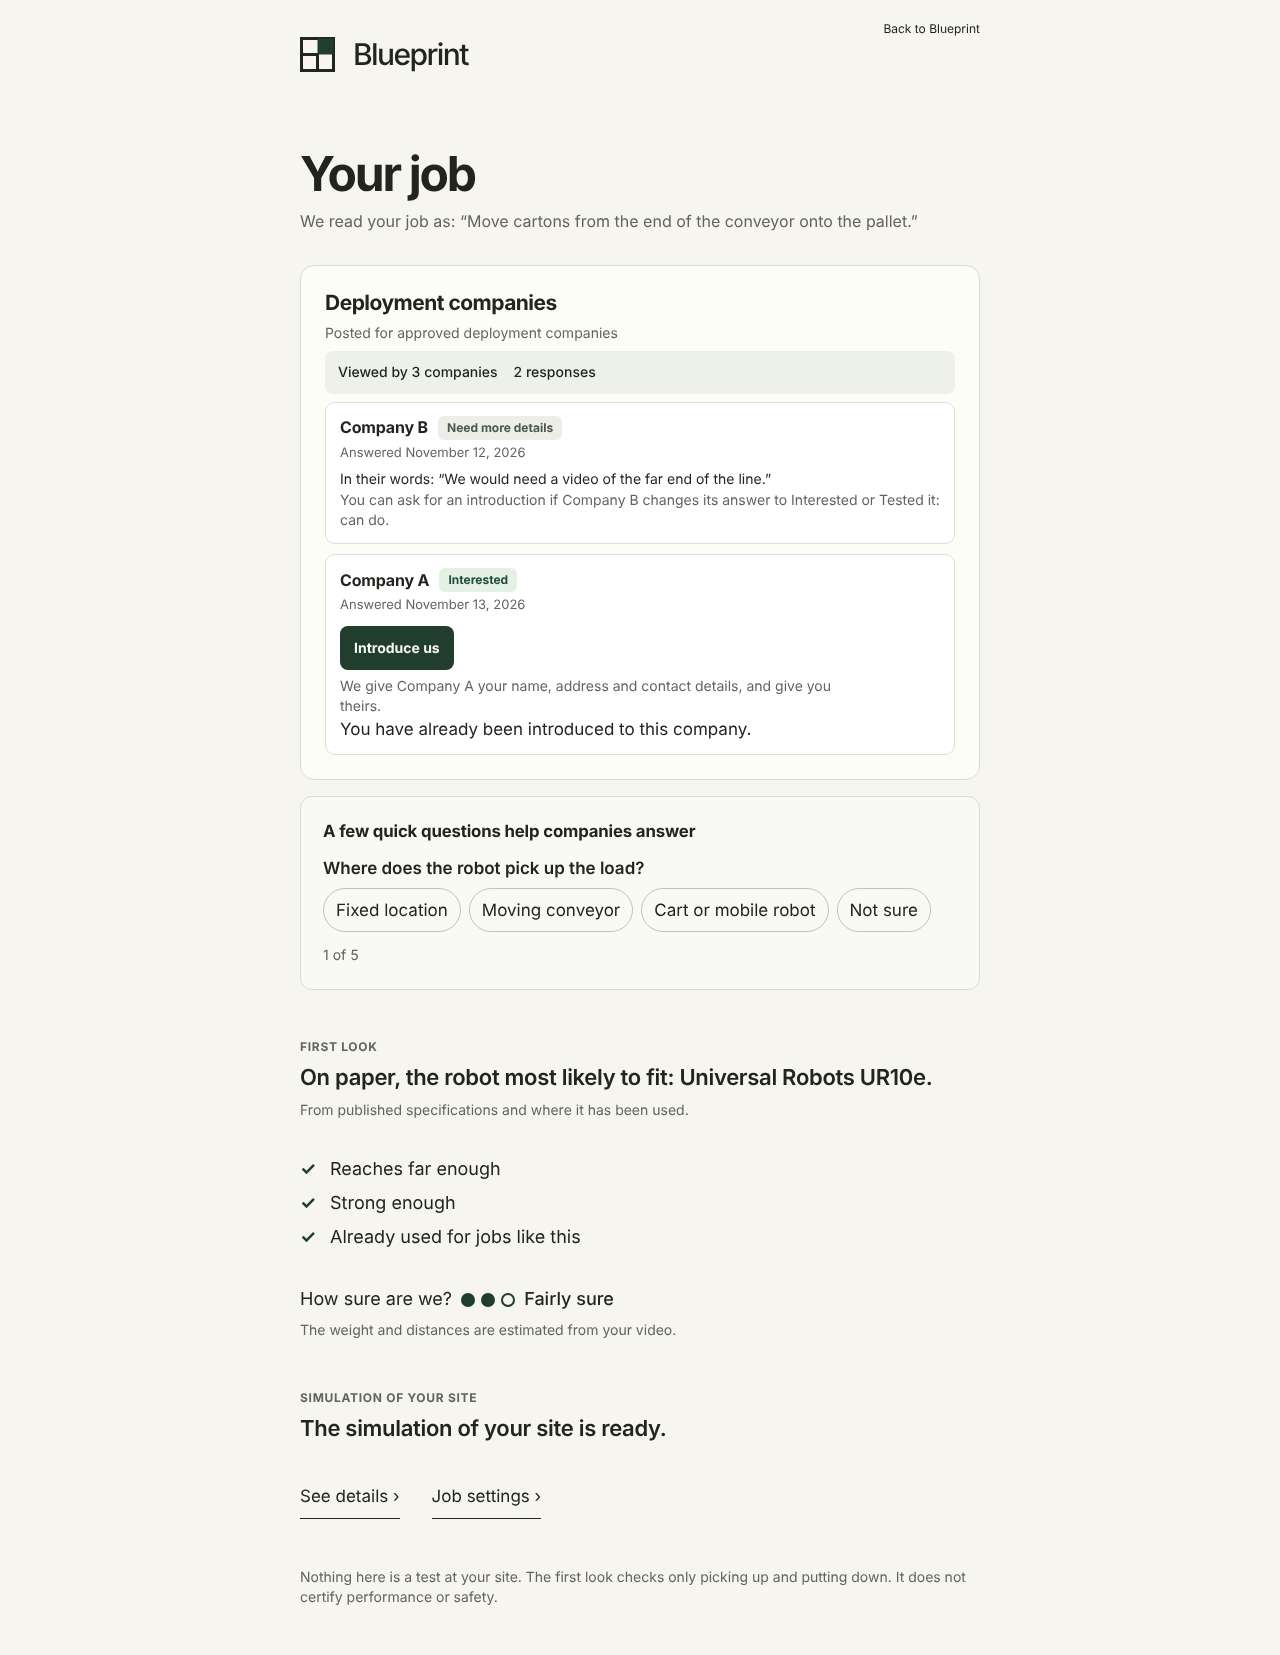 Back to Blueprint
Blueprint
Your job
We read your job as: “Move cartons from the end of the conveyor onto the pallet.”
Deployment companies
Posted for approved deployment companies
Viewed by 3 companies 2 responses
Company B Need more details
Answered November 12, 2026
In their words: “We would need a video of the far end of the line.”
You can ask for an introduction if Company B changes its answer to Interested or Tested it:
can do.
Company A Interested
Answered November 13, 2026
Introduce us
We give Company A your name, address and contact details, and give you
theirs.
You have already been introduced to this company.
A few quick questions help companies answer
Where does the robot pick up the load?
Fixed location Moving conveyor Cart or mobile robot Not sure
1 of 5
FIRST LOOK
On paper, the robot most likely to fit: Universal Robots UR10e.
From published specifications and where it has been used.
Reaches far enough
Strong enough
Already used for jobs like this
How sure are we? Fairly sure
The weight and distances are estimated from your video.
SIMULATION OF YOUR SITE
The simulation of your site is ready.
See details › Job settings ›
Nothing here is a test at your site. The first look checks only picking up and putting down. It does not
certify performance or safety.